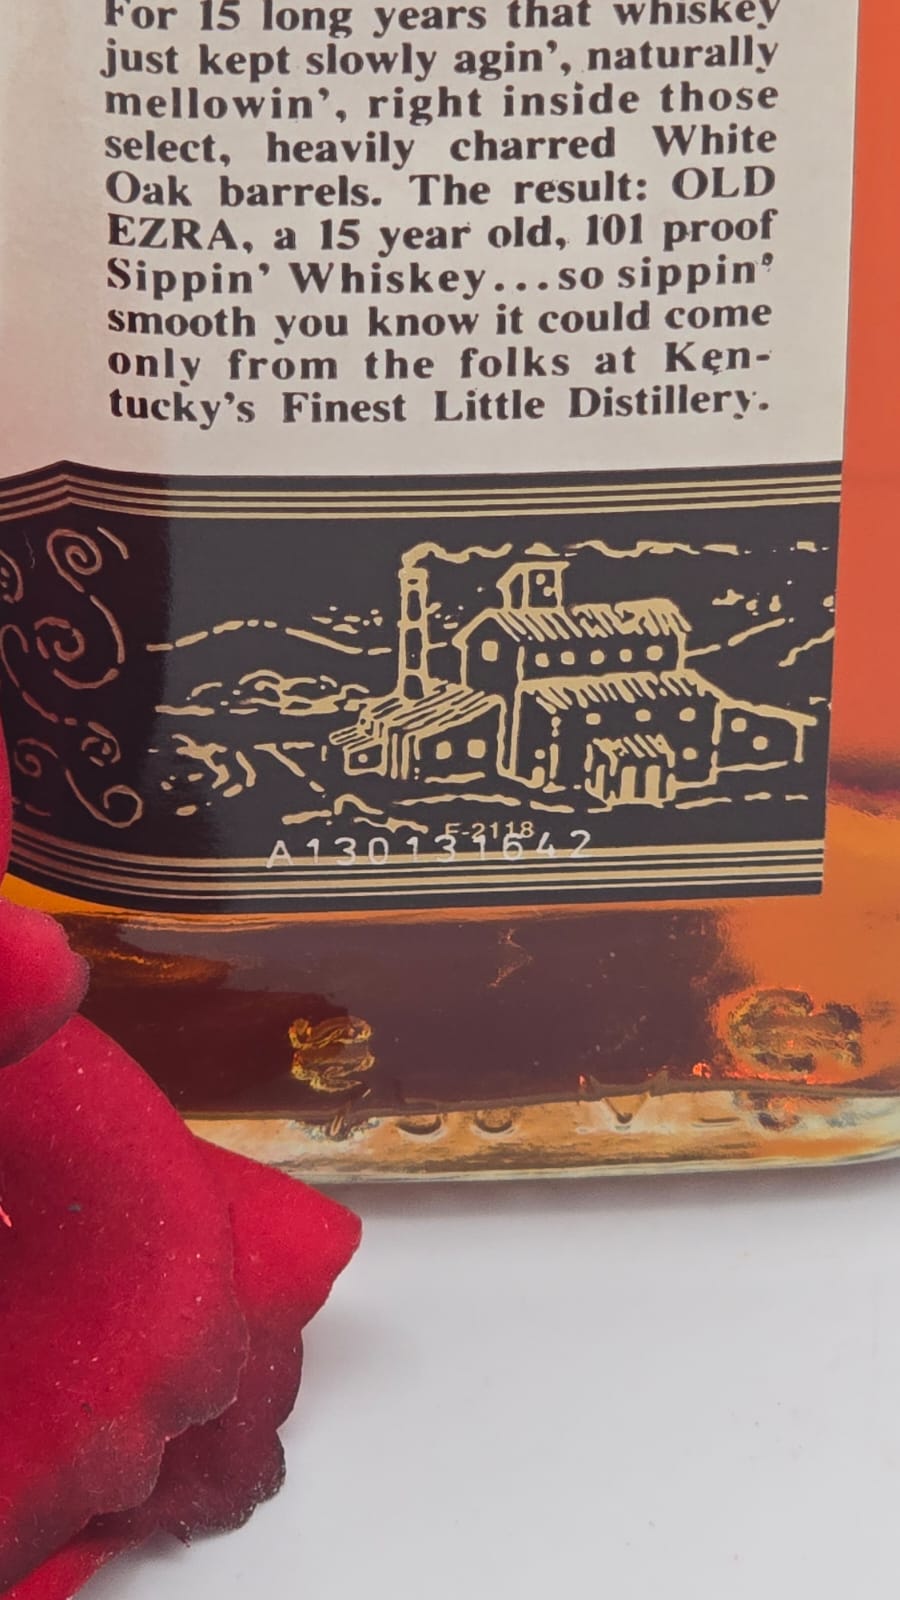 For 15 long years that whiskey
just kept slowly agin', naturally
mellowin', right inside those
select, heavily charred White
Oak barrels. The result: OLD
EZRA, a 15 year old, 101 proof
Sippin' Whiskey...so sippin'
smooth you know it could come
only from the folks at Ken-
tucky's Finest Little Distillery.
F-2118
A130131642